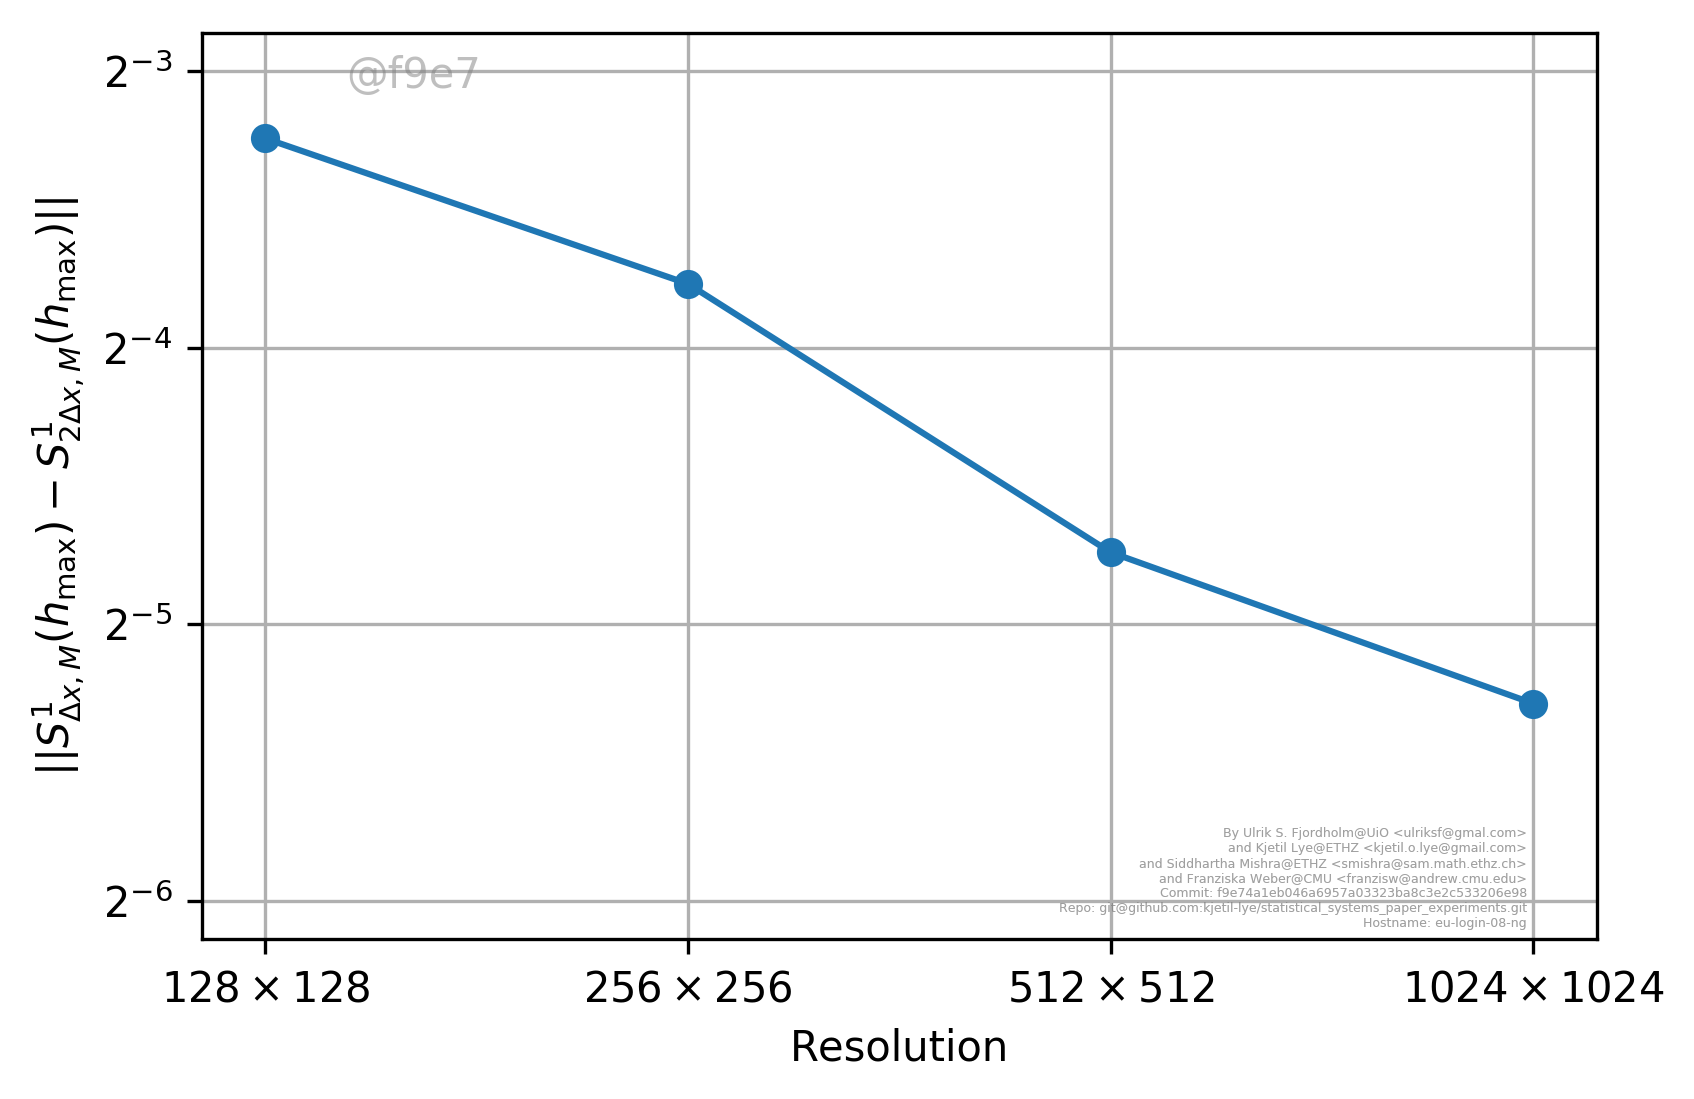 @f9e7
2⁻³
2⁻⁴
2⁻⁵
2⁻⁶
||S¹_{Δx, M}(h_max) − S¹_{2Δx, M}(h_max)||
By Ulrik S. Fjordholm@UiO <ulriksf@gmal.com>
and Kjetil Lye@ETHZ <kjetil.o.lye@gmail.com>
and Siddhartha Mishra@ETHZ <smishra@sam.math.ethz.ch>
and Franziska Weber@CMU <franzisw@andrew.cmu.edu>
Commit: f9e74a1eb046a6957a03323ba8c3e2c533206e98
Repo: git@github.com:kjetil-lye/statistical_systems_paper_experiments.git
Hostname: eu-login-08-ng
128 × 128 256 × 256 512 × 512 1024 × 1024
Resolution